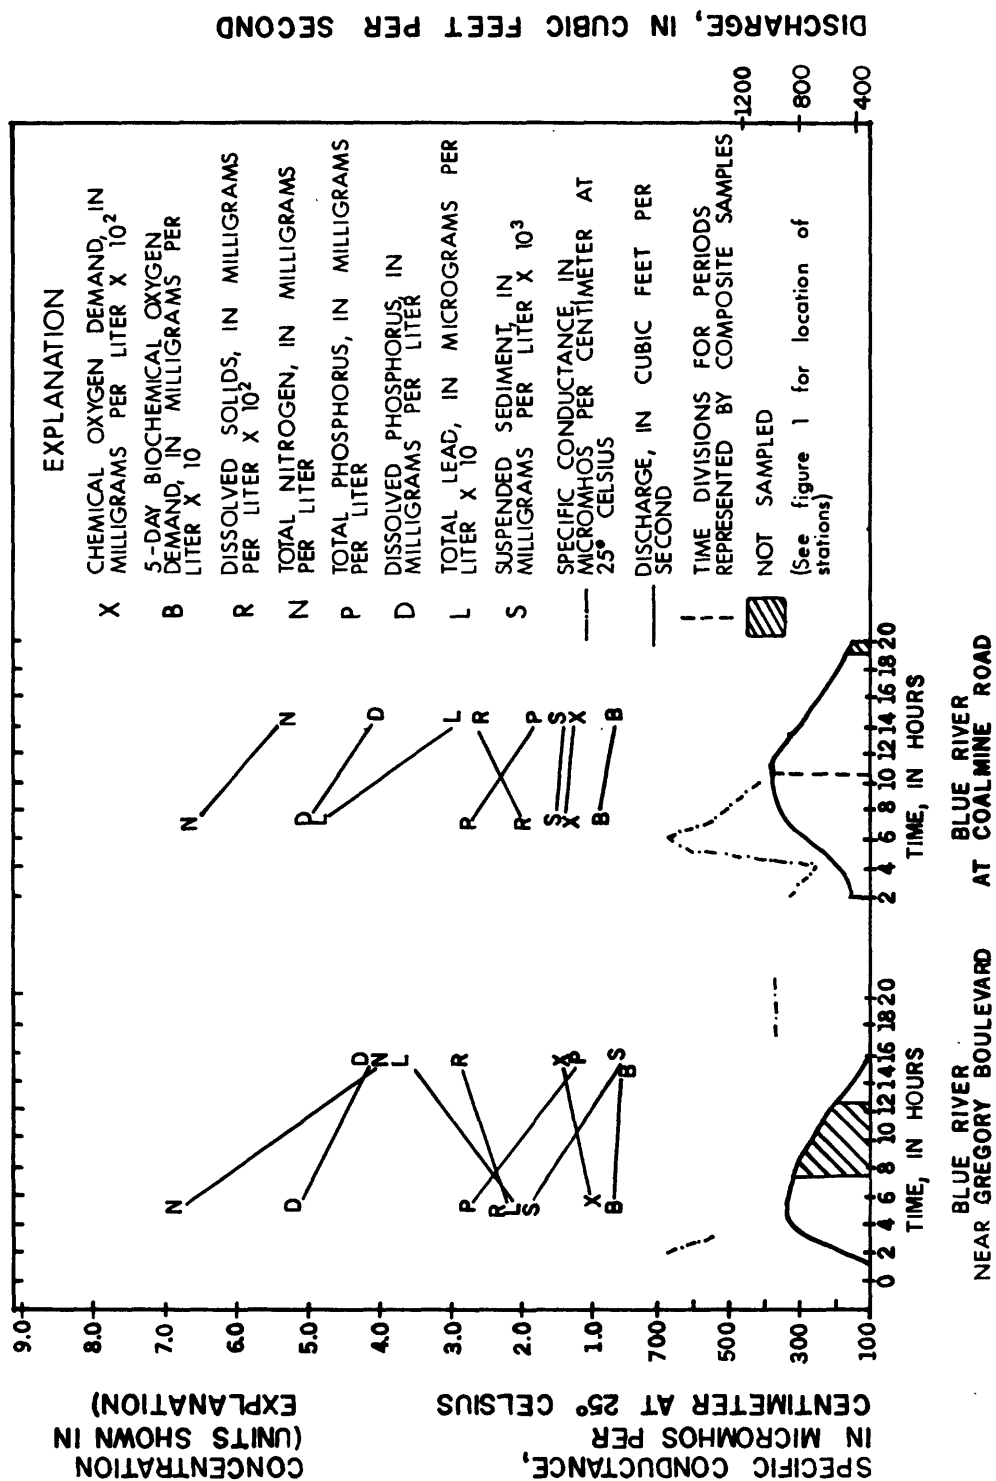 CONCENTRATION
(UNITS SHOWN IN
EXPLANATION)
SPECIFIC CONDUCTANCE,
IN MICROMHOS PER
CENTIMETER AT 25° CELSIUS
9.0
8.0
7.0
6.0
5.0
4.0
3.0
2.0
1.0
700
500
300
100
N
D
P
R
L
S
X
B
D
N
L
R
X
P
S
B
0 2 4 6 8 10 12 14 16 18 20
TIME, IN HOURS
BLUE RIVER
NEAR GREGORY BOULEVARD
N
D
L
P
R
S
X
B
N
D
L
R
P
S
X
B
2 4 6 8 10 12 14 16 18 20
TIME, IN HOURS
BLUE RIVER
AT COALMINE ROAD
EXPLANATION
X CHEMICAL OXYGEN DEMAND, IN
MILLIGRAMS PER LITER X 10²
B 5-DAY BIOCHEMICAL OXYGEN
DEMAND, IN MILLIGRAMS PER
LITER X 10
R DISSOLVED SOLIDS, IN MILLIGRAMS
PER LITER X 10²
N TOTAL NITROGEN, IN MILLIGRAMS
PER LITER
P TOTAL PHOSPHORUS, IN MILLIGRAMS
PER LITER
D DISSOLVED PHOSPHORUS, IN
MILLIGRAMS PER LITER
L TOTAL LEAD, IN MICROGRAMS PER
LITER X 10
S SUSPENDED SEDIMENT, IN
MILLIGRAMS PER LITER X 10³
SPECIFIC CONDUCTANCE, IN
MICROMHOS PER CENTIMETER AT
25° CELSIUS
DISCHARGE, IN CUBIC FEET PER
SECOND
TIME DIVISIONS FOR PERIODS
REPRESENTED BY COMPOSITE SAMPLES
NOT SAMPLED
(See figure 1 for location of
stations)
1200
800
400
DISCHARGE, IN CUBIC FEET PER SECOND